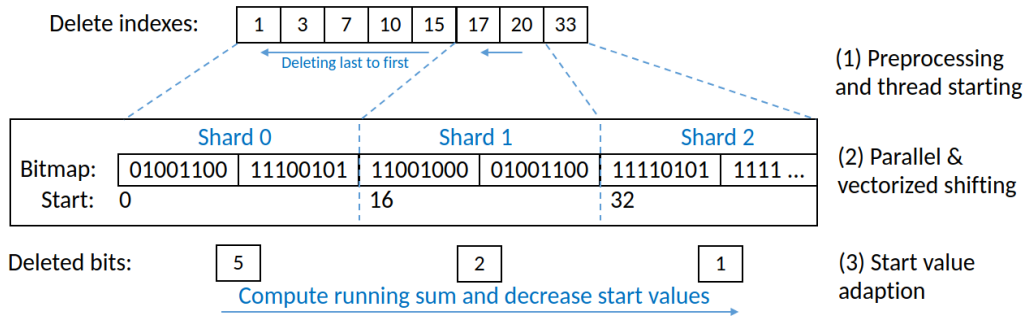 Delete indexes: 1 3 7 10 15 17 20 33
Deleting last to first
(1) Preprocessing
and thread starting
Shard 0 Shard 1 Shard 2
Bitmap: 01001100 11100101 11001000 01001100 11110101 1111 ...
Start: 0 16 32
(2) Parallel &
vectorized shifting
Deleted bits: 5 2 1
Compute running sum and decrease start values
(3) Start value
adaption